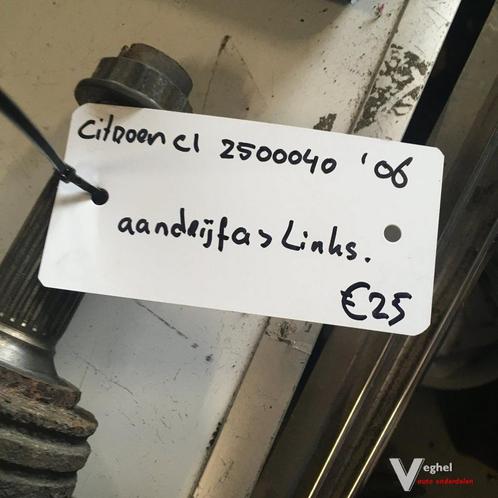 Citroen C1 2500040 '06
aandrijfas Links.
€25
Veghel
auto onderdelen